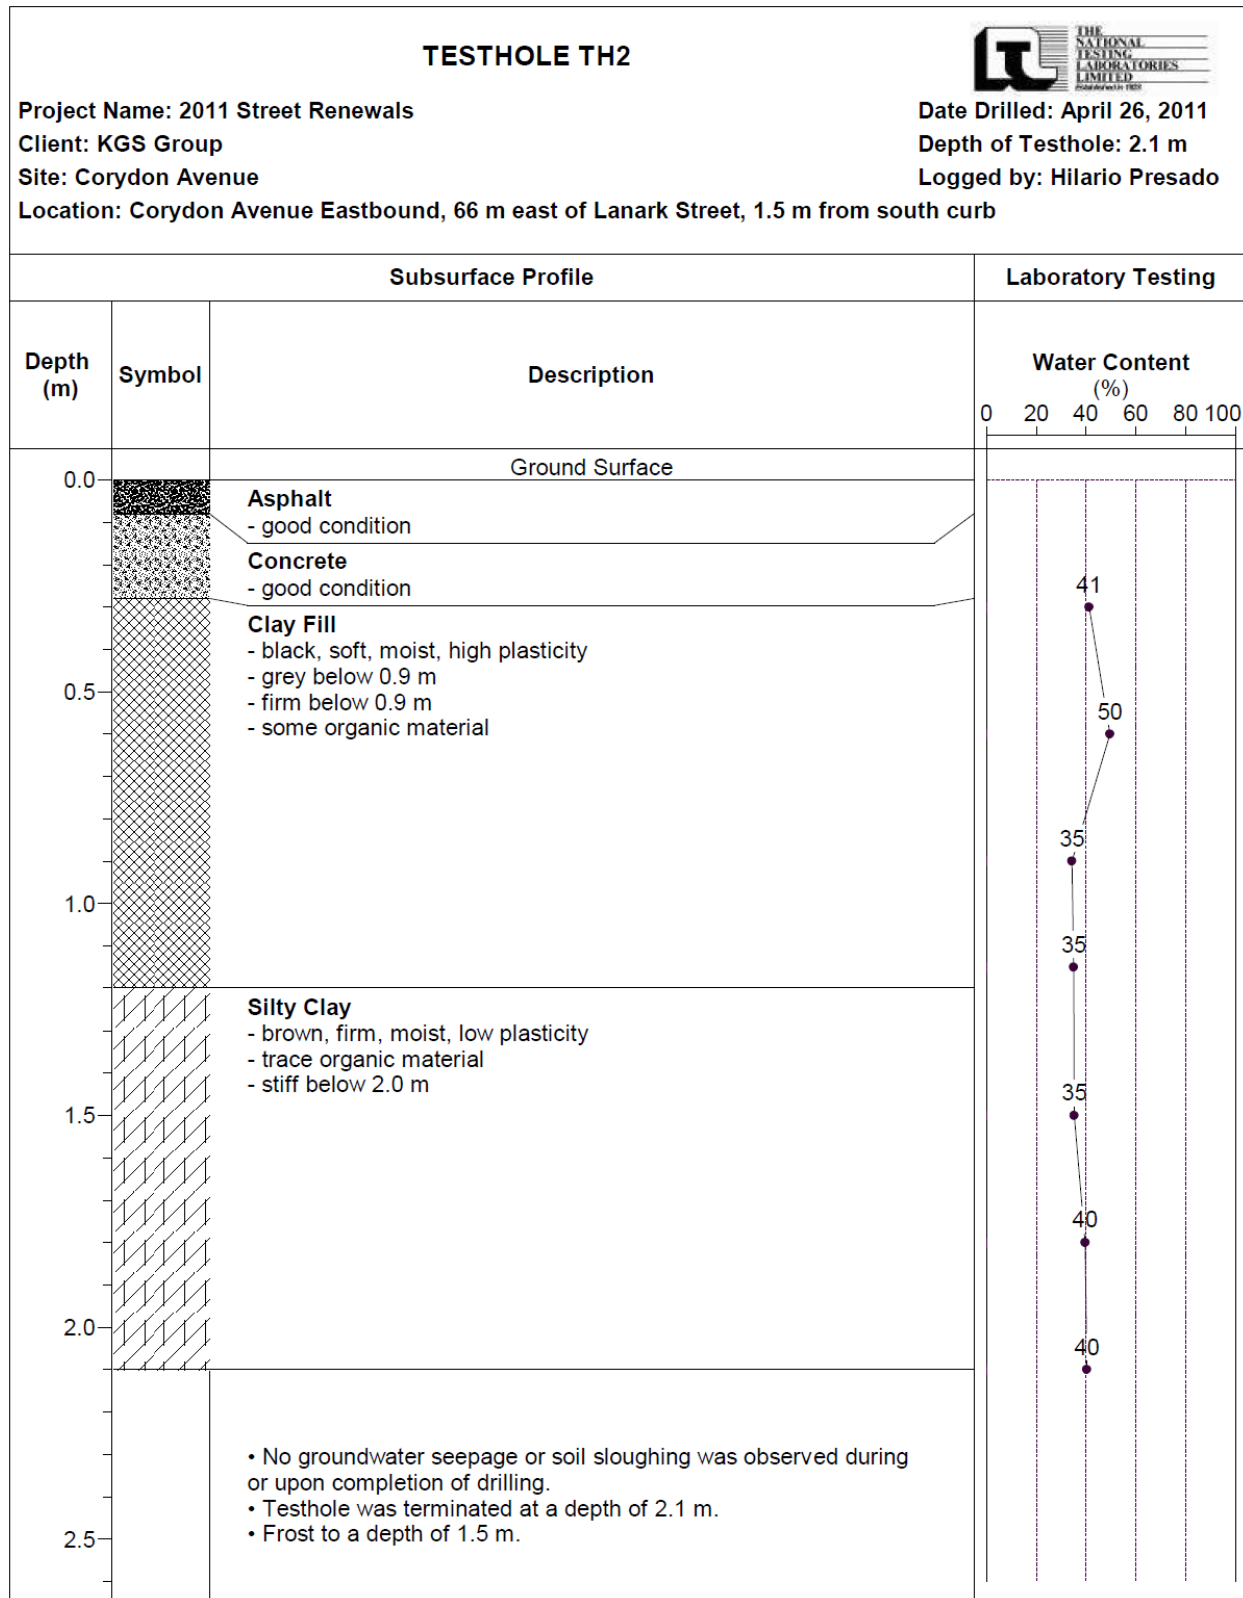 TESTHOLE TH2
THE
NATIONAL
TESTING
LABORATORIES
LIMITED
Established in 1923
Project Name: 2011 Street Renewals
Date Drilled: April 26, 2011
Client: KGS Group
Depth of Testhole: 2.1 m
Site: Corydon Avenue
Logged by: Hilario Presado
Location: Corydon Avenue Eastbound, 66 m east of Lanark Street, 1.5 m from south curb
Subsurface Profile
Laboratory Testing
Depth
(m)
Symbol
Description
Water Content
(%)
0 20 40 60 80 100
Ground Surface
0.0
Asphalt
- good condition
Concrete
- good condition
41
Clay Fill
- black, soft, moist, high plasticity
- grey below 0.9 m
0.5
- firm below 0.9 m
50
- some organic material
35
1.0
35
Silty Clay
- brown, firm, moist, low plasticity
- trace organic material
- stiff below 2.0 m
35
1.5
40
2.0
40
• No groundwater seepage or soil sloughing was observed during
or upon completion of drilling.
• Testhole was terminated at a depth of 2.1 m.
• Frost to a depth of 1.5 m.
2.5